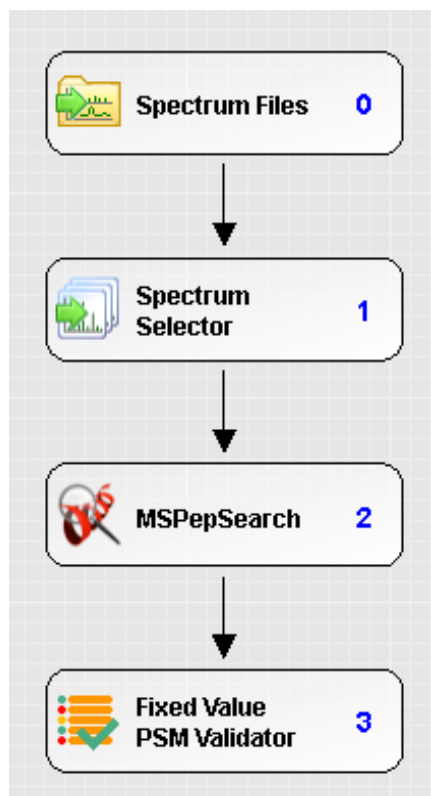 Spectrum Files 0
Spectrum
Selector 1
MSPepSearch 2
Fixed Value
PSM Validator 3